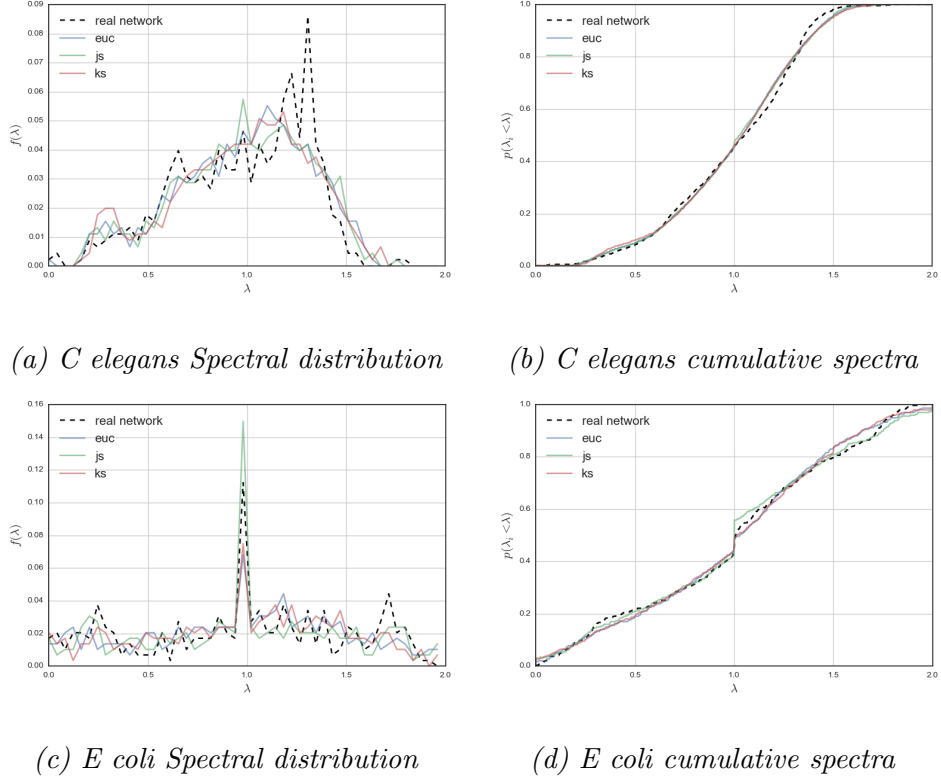 0.09
0.08
0.07
0.06
0.05
0.04
0.03
0.02
0.01
0.00
f(λ)
real network
euc
js
ks
0.0 0.5 1.0 1.5 2.0
λ
1.0
0.8
0.6
0.4
0.2
0.0
p(λᵢ < λ)
real network
euc
js
ks
0.0 0.5 1.0 1.5 2.0
λ
(a) C elegans Spectral distribution
(b) C elegans cumulative spectra
0.16
0.14
0.12
0.10
0.08
0.06
0.04
0.02
0.00
f(λ)
real network
euc
js
ks
0.0 0.5 1.0 1.5 2.0
λ
1.0
0.8
0.6
0.4
0.2
0.0
p(λᵢ < λ)
real network
euc
js
ks
0.0 0.5 1.0 1.5 2.0
λ
(c) E coli Spectral distribution
(d) E coli cumulative spectra